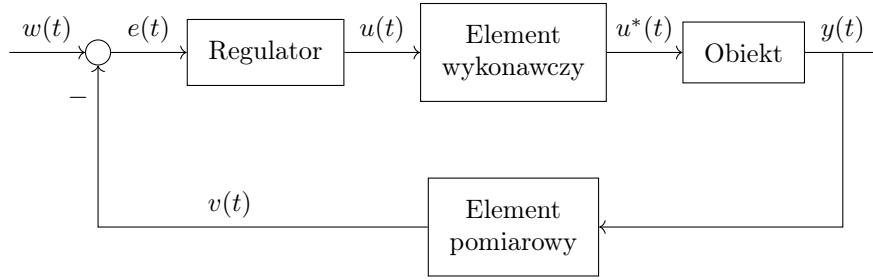 w(t)
e(t)
Regulator
u(t)
Element
wykonawczy
u*(t)
Obiekt
y(t)
−
v(t)
Element
pomiarowy